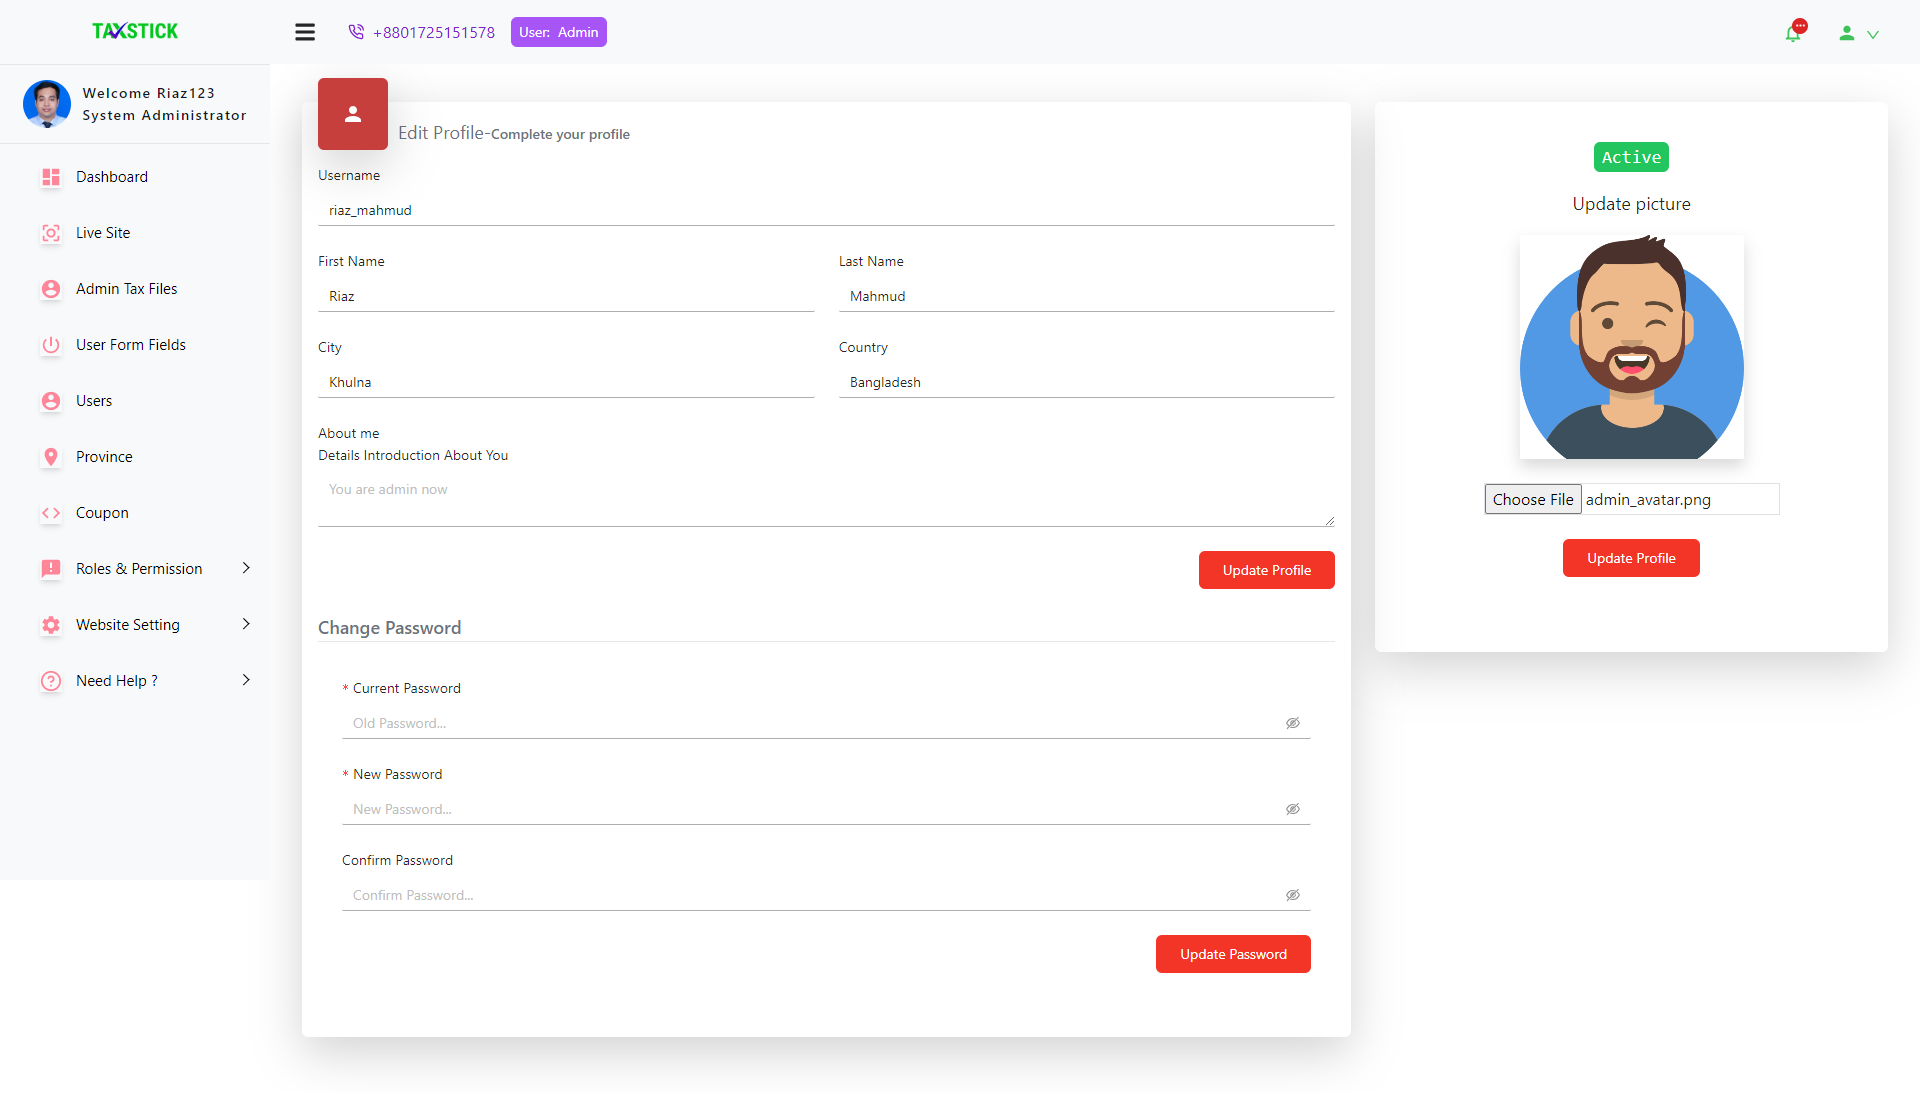 TAXSTICK
+8801725151578
User: Admin
Welcome Riaz123
System Administrator
Dashboard
Live Site
Admin Tax Files
User Form Fields
Users
Province
Coupon
Roles & Permission
Website Setting
Need Help ?
Edit Profile-Complete your profile
Username
riaz_mahmud
First Name
Last Name
Riaz
Mahmud
City
Country
Khulna
Bangladesh
About me
Details Introduction About You
You are admin now
Update Profile
Change Password
* Current Password
Old Password...
* New Password
New Password...
Confirm Password
Confirm Password...
Update Password
Active
Update picture
Choose File admin_avatar.png
Update Profile